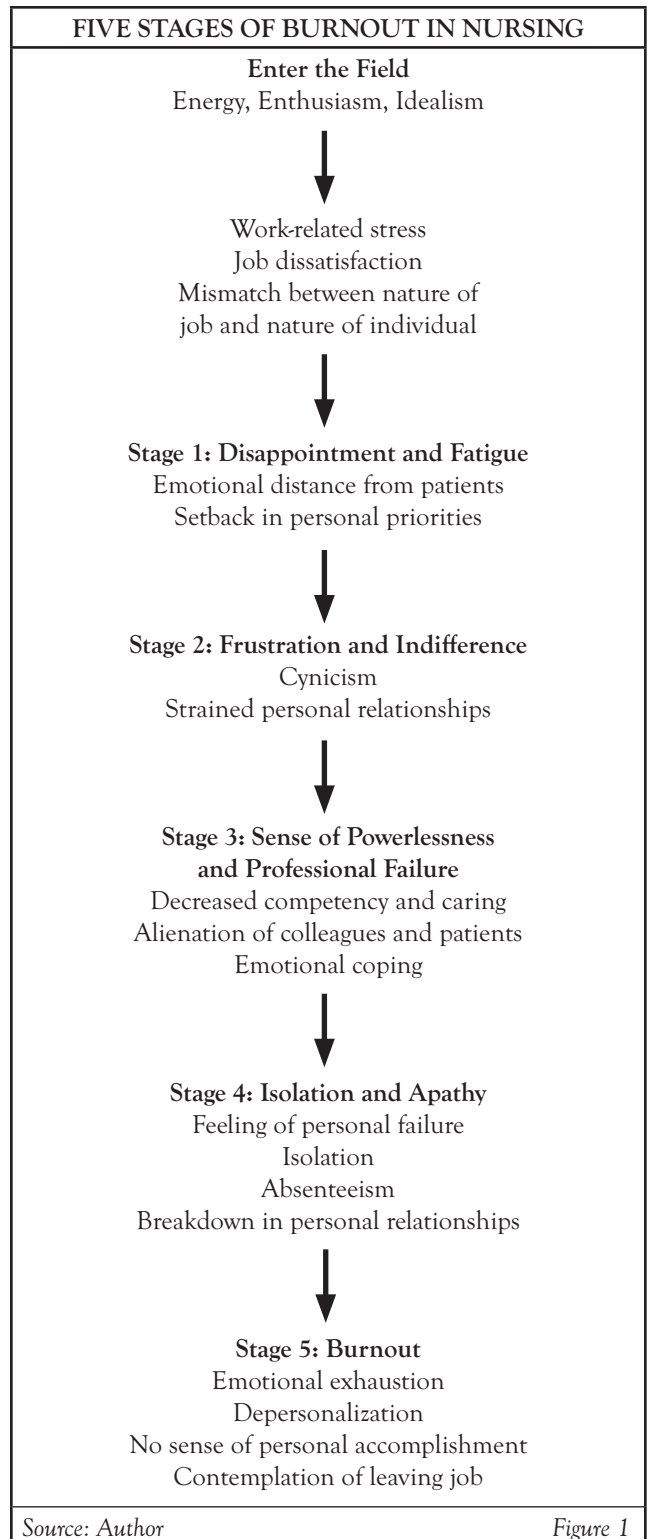 FIVE STAGES OF BURNOUT IN NURSING
Enter the Field
Energy, Enthusiasm, Idealism
Work-related stress
Job dissatisfaction
Mismatch between nature of
job and nature of individual
Stage 1: Disappointment and Fatigue
Emotional distance from patients
Setback in personal priorities
Stage 2: Frustration and Indifference
Cynicism
Strained personal relationships
Stage 3: Sense of Powerlessness
and Professional Failure
Decreased competency and caring
Alienation of colleagues and patients
Emotional coping
Stage 4: Isolation and Apathy
Feeling of personal failure
Isolation
Absenteeism
Breakdown in personal relationships
Stage 5: Burnout
Emotional exhaustion
Depersonalization
No sense of personal accomplishment
Contemplation of leaving job
Source: Author Figure 1